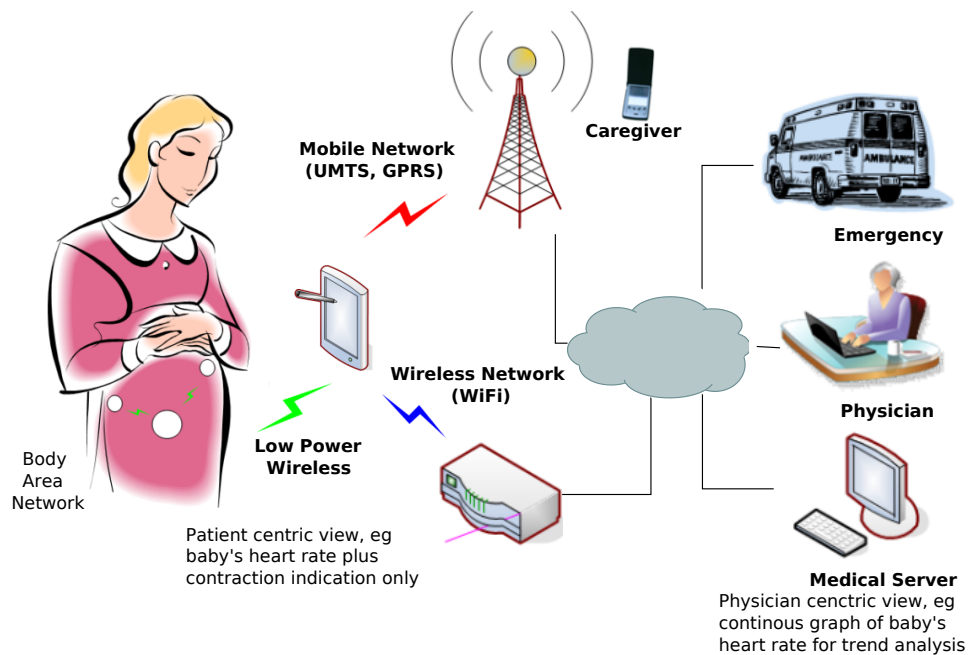 Caregiver
Mobile Network
(UMTS, GPRS)
AMBULANCE
AMBULANCE
Emergency
Wireless Network
(WiFi)
Physician
Low Power
Wireless
Body
Area
Network
Patient centric view, eg
baby's heart rate plus
contraction indication only
Medical Server
Physician cenctric view, eg
continous graph of baby's
heart rate for trend analysis